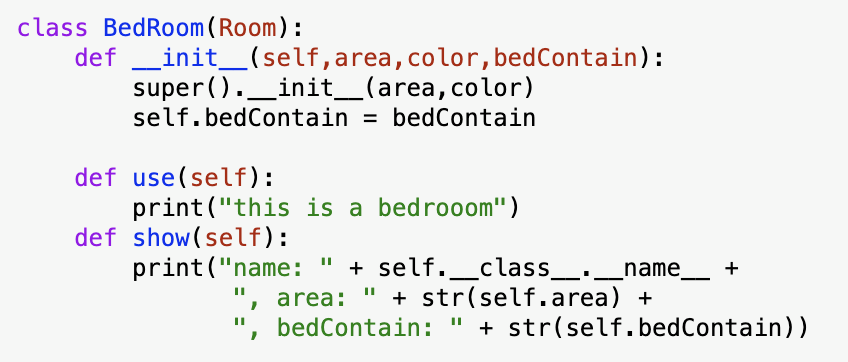 class BedRoom(Room):
    def __init__(self,area,color,bedContain):
        super().__init__(area,color)
        self.bedContain = bedContain

    def use(self):
        print("this is a bedrooom")
    def show(self):
        print("name: " + self.__class__.__name__ +
               ", area: " + str(self.area) +
               ", bedContain: " + str(self.bedContain))